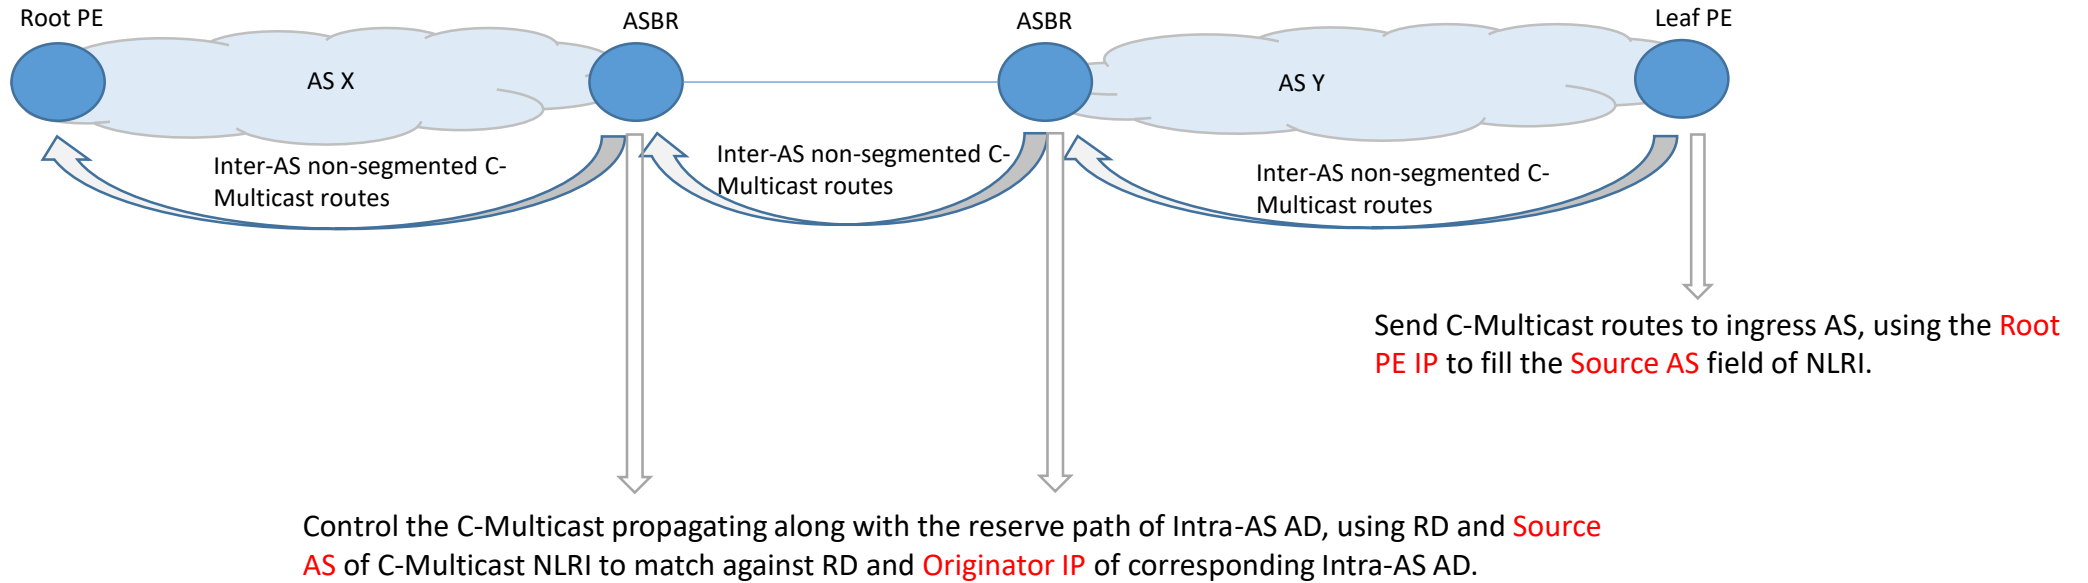 Root PE
ASBR
ASBR
Leaf PE
AS X
AS Y
Inter-AS non-segmented C-
Multicast routes
Inter-AS non-segmented C-
Multicast routes
Inter-AS non-segmented C-
Multicast routes
Send C-Multicast routes to ingress AS, using the Root
PE IP to fill the Source AS field of NLRI.
Control the C-Multicast propagating along with the reserve path of Intra-AS AD, using RD and Source
AS of C-Multicast NLRI to match against RD and Originator IP of corresponding Intra-AS AD.